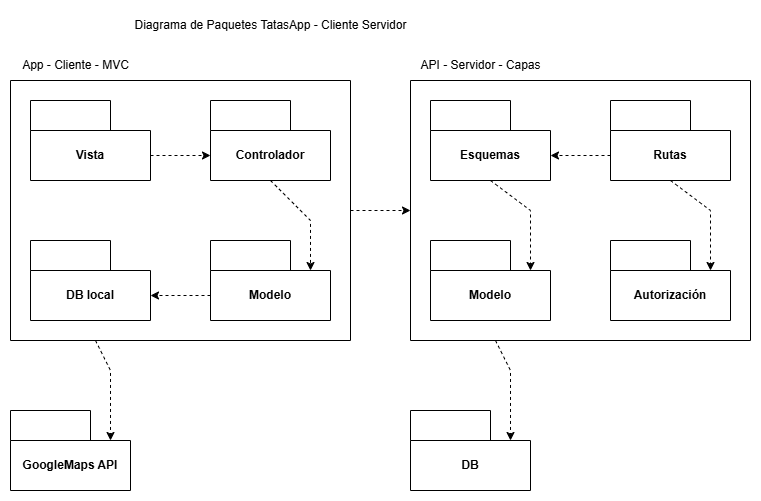 Diagrama de Paquetes TatasApp - Cliente Servidor
App - Cliente - MVC
API - Servidor - Capas
Vista
Controlador
Esquemas
Rutas
DB local
Modelo
Modelo
Autorización
GoogleMaps API
DB